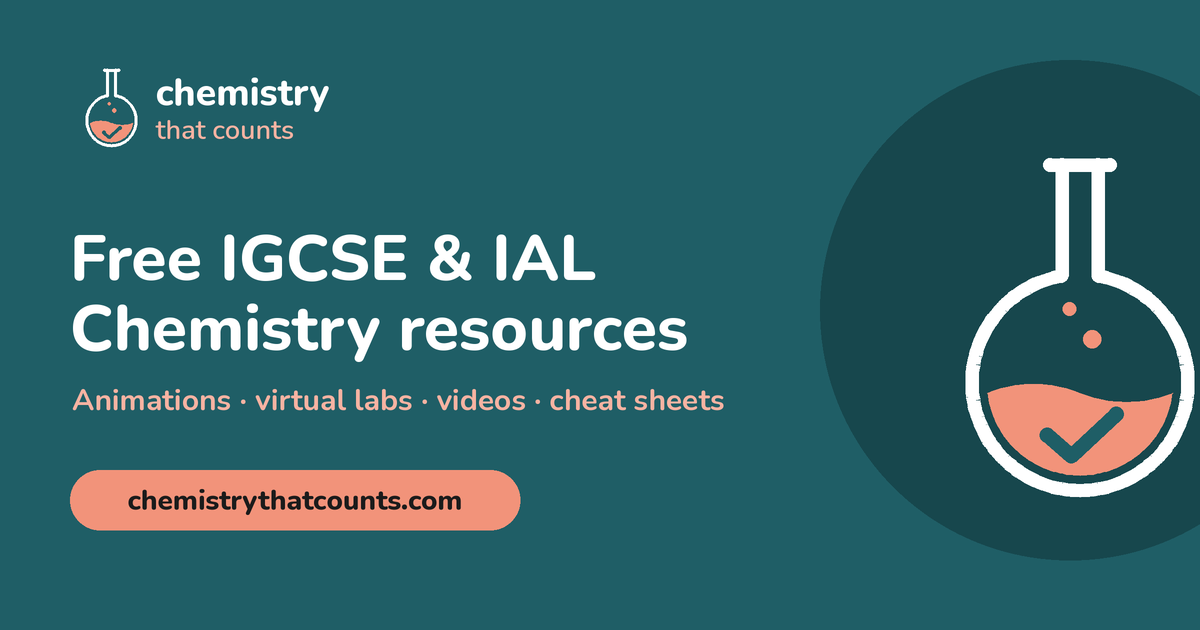 chemistry
that counts
Free IGCSE & IAL
Chemistry resources
Animations · virtual labs · videos · cheat sheets
chemistrythatcounts.com